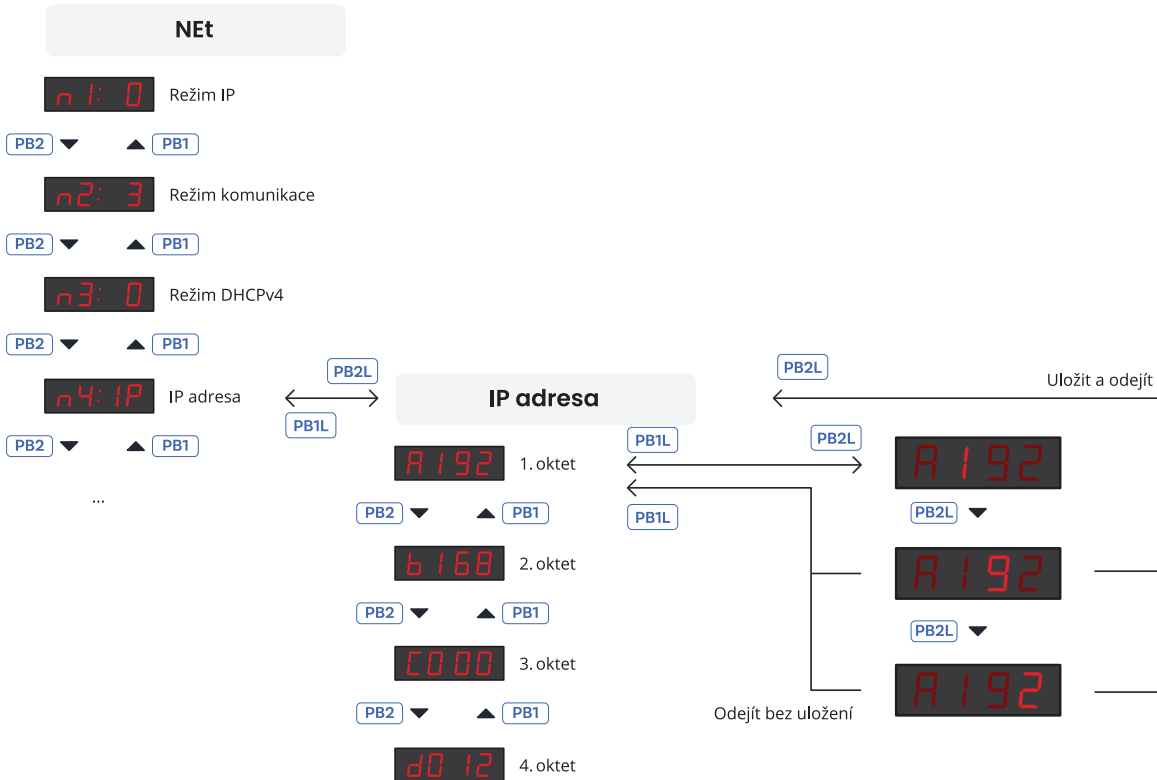 NEt
n1: 0 Režim IP
PB2 PB1
n2: 3 Režim komunikace
PB2 PB1
n3: 0 Režim DHCPv4
PB2 PB1
n4:IP IP adresa
PB2 PB1
...
PB2L
PB1L
IP adresa
A192 1. oktet
PB2 PB1
b168 2. oktet
PB2 PB1
C000 3. oktet
PB2 PB1
d012 4. oktet
PB2L
Uložit a odejít
PB1L
PB2L
PB1L
A192
PB2L
A192
PB2L
A192
Odejít bez uložení